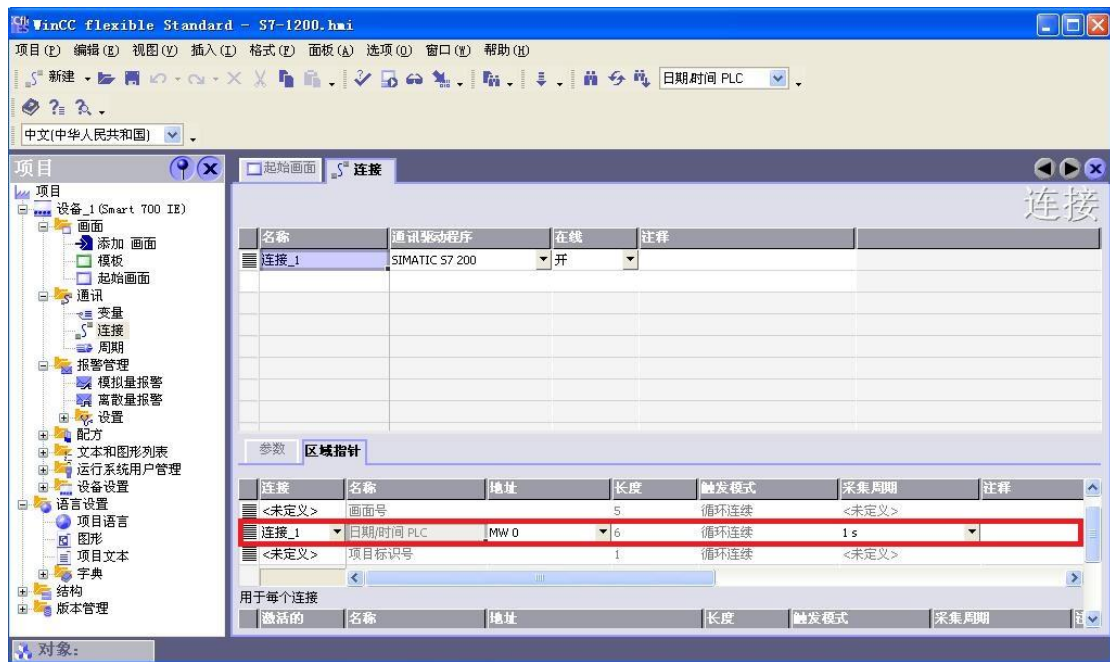 WinCC flexible Standard - S7-1200.hmi
项目(P) 编辑(E) 视图(V) 插入(I) 格式(F) 面板(A) 选项(O) 窗口(W) 帮助(H)
新建 日期/时间 PLC
中文(中华人民共和国)
项目
起始画面 连接
连接
项目
设备_1(Smart 700 IE)
画面
添加 画面
模板
起始画面
通讯
变量
连接
周期
报警管理
模拟量报警
离散量报警
设置
配方
文本和图形列表
运行系统用户管理
设备设置
语言设置
项目语言
图形
项目文本
字典
结构
版本管理
名称 通讯驱动程序 在线 注释
连接_1 SIMATIC S7 200 开
参数 区域指针
连接 名称 地址 长度 触发模式 采集周期 注释
<未定义> 画面号 5 循环连续 <未定义>
连接_1 日期/时间 PLC MW 0 6 循环连续 1 s
<未定义> 项目标识号 1 循环连续 <未定义>
用于每个连接
激活的 名称 地址 长度 触发模式 采集周期
对象: